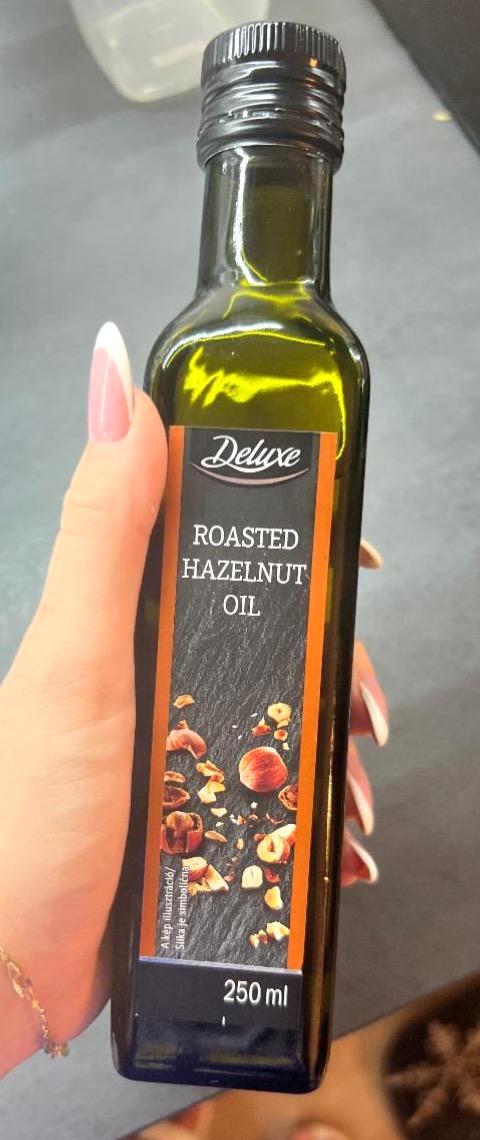 Deluxe
ROASTED
HAZELNUT
OIL
A kép illusztráció/
Slika je simbolična
250 ml